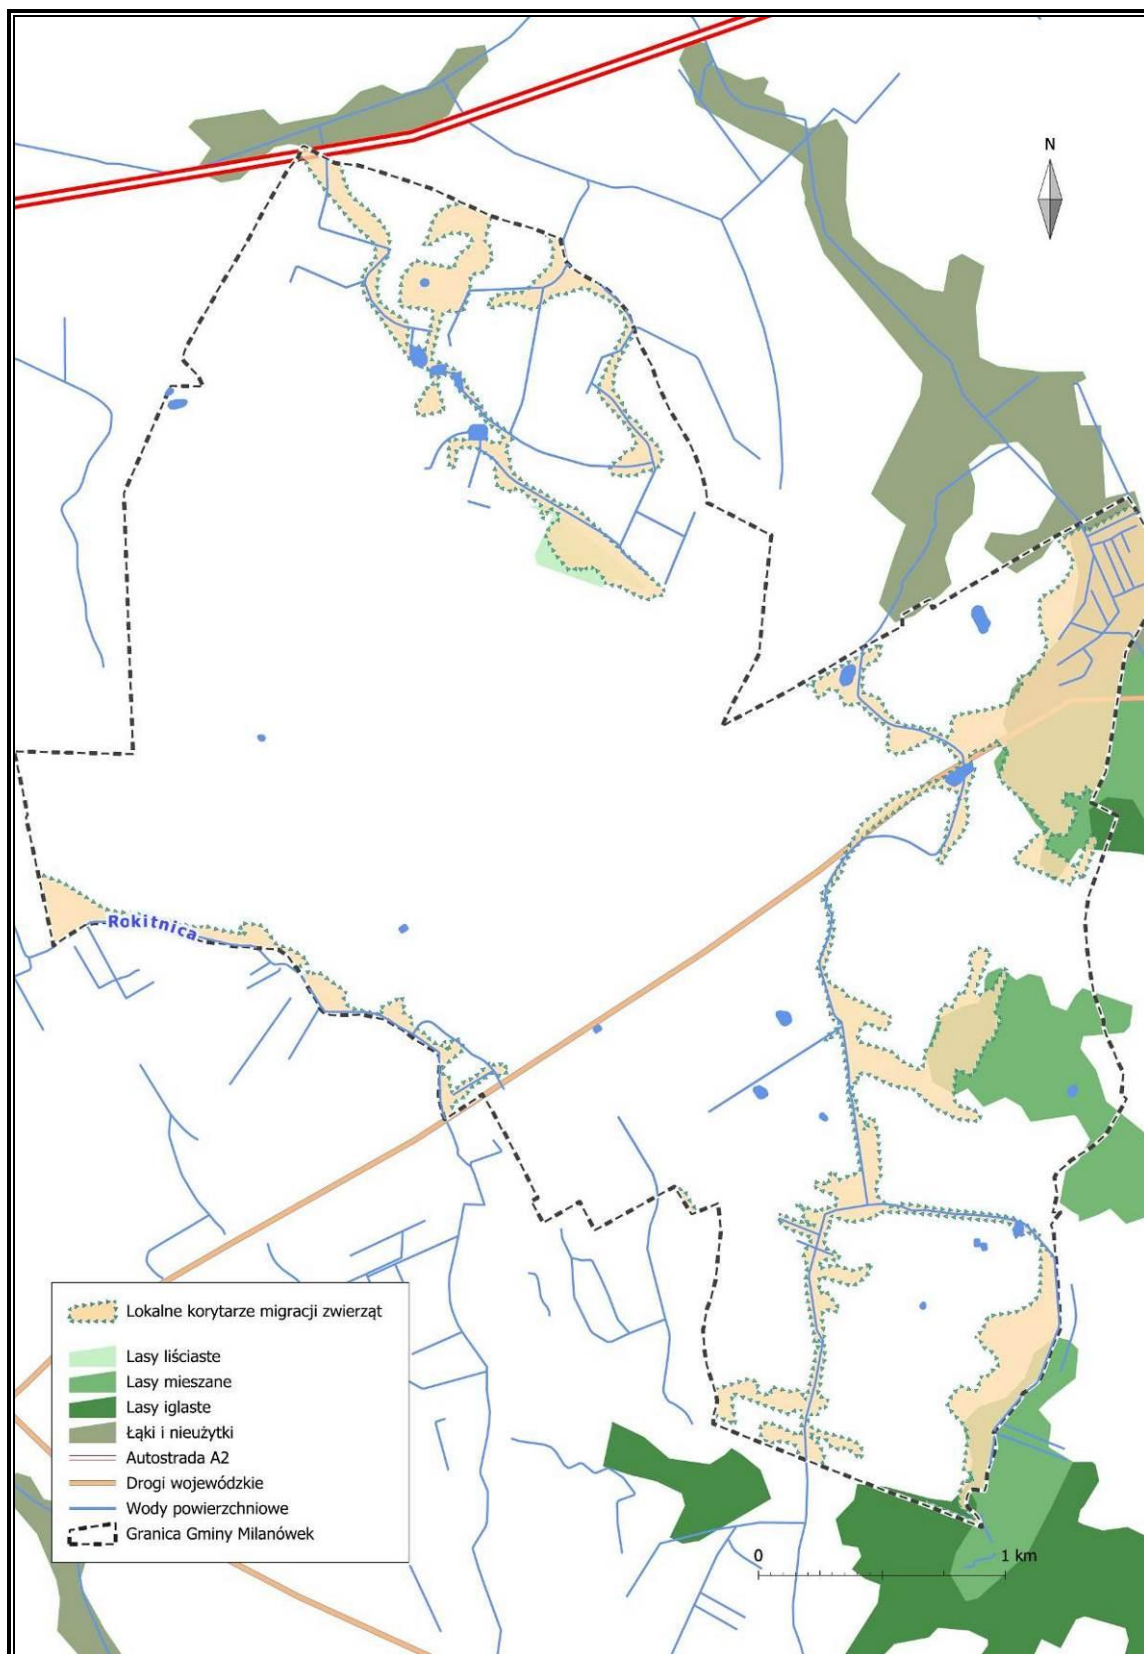 N
Rokitnica
Lokalne korytarze migracji zwierząt
Lasy liściaste
Lasy mieszane
Lasy iglaste
Łąki i nieużytki
Autostrada A2
Drogi wojewódzkie
Wody powierzchniowe
Granica Gminy Milanówek
0 1 km